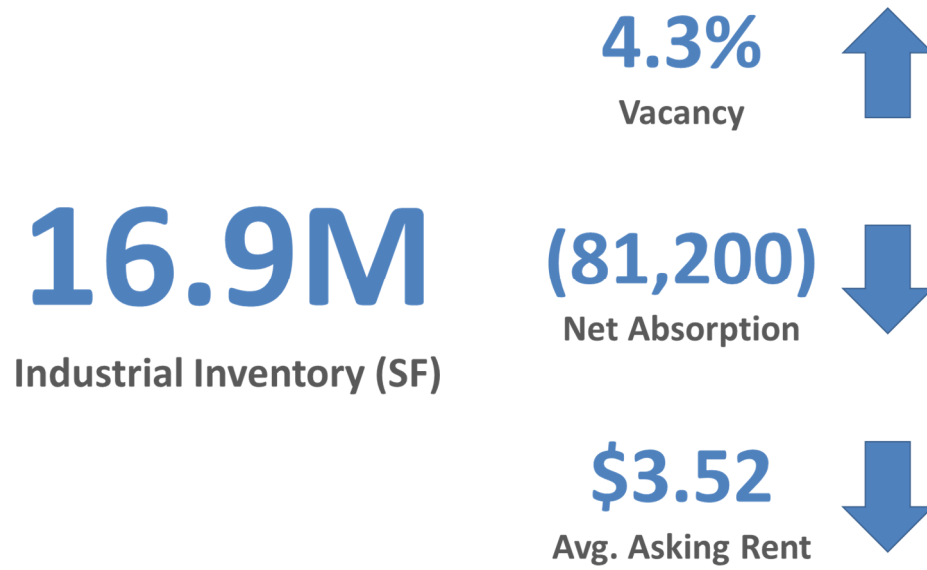 16.9M
Industrial Inventory (SF)
4.3%
Vacancy
(81,200)
Net Absorption
$3.52
Avg. Asking Rent